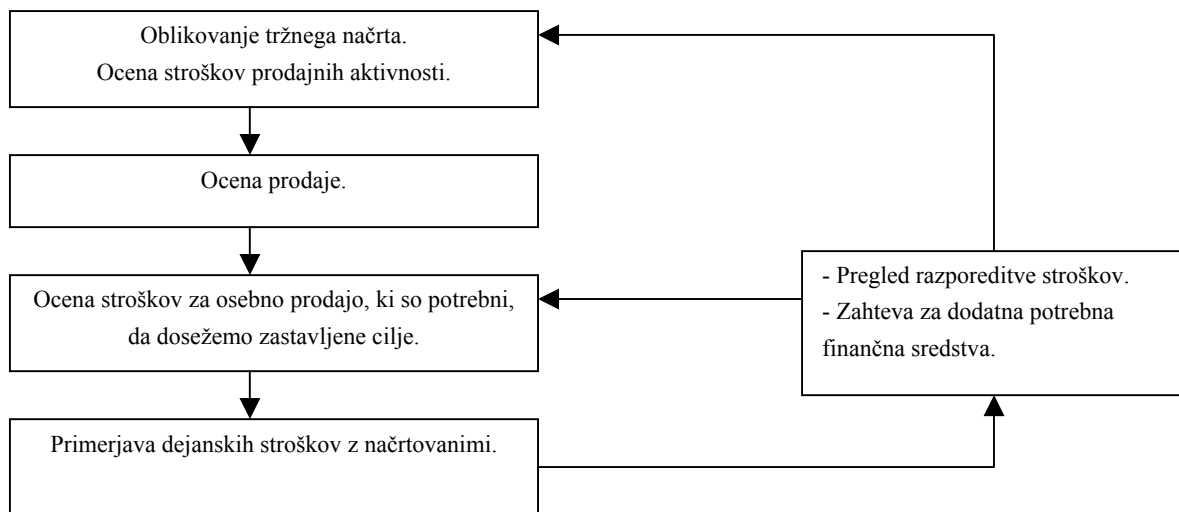 Oblikovanje tržnega načrta.
Ocena stroškov prodajnih aktivnosti.
Ocena prodaje.
Ocena stroškov za osebno prodajo, ki so potrebni,
da dosežemo zastavljene cilje.
Primerjava dejanskih stroškov z načrtovanimi.
- Pregled razporeditve stroškov.
- Zahteva za dodatna potrebna
finančna sredstva.